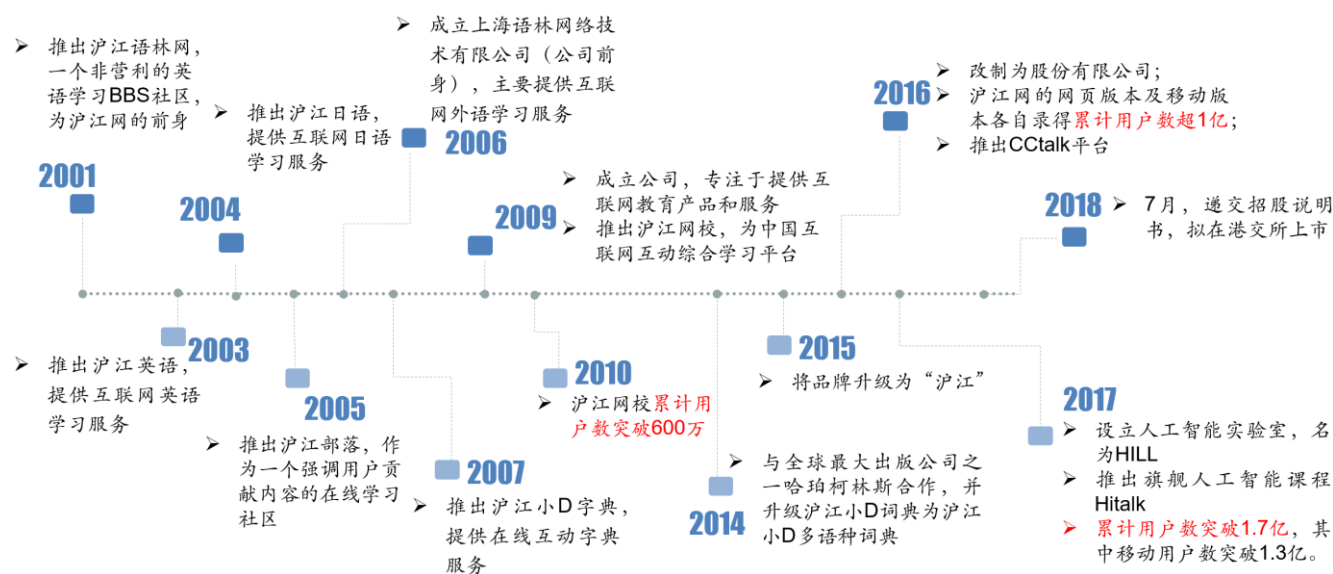 2001
➢ 推出沪江语林网，
一个非营利的英
语学习BBS社区，
为沪江网的前身
2003
➢ 推出沪江英语，
提供互联网英语
学习服务
2004
➢ 推出沪江日语，
提供互联网日语
学习服务
2005
➢ 推出沪江部落，作
为一个强调用户贡
献内容的在线学习
社区
2006
➢ 成立上海语林网络技
术有限公司（公司前
身），主要提供互联
网外语学习服务
2007
➢ 推出沪江小D字典，
提供在线互动字典
服务
2009
➢ 成立公司，专注于提供互
联网教育产品和服务
➢ 推出沪江网校，为中国互
联网互动综合学习平台
2010
➢ 沪江网校累计用
户数突破600万
2014
➢ 与全球最大出版公司之
一哈珀柯林斯合作，并
升级沪江小D词典为沪江
小D多语种词典
2015
➢ 将品牌升级为“沪江”
2016
➢ 改制为股份有限公司；
➢ 沪江网的网页版本及移动版
本各自录得累计用户数超1亿；
➢ 推出CCtalk平台
2017
➢ 设立人工智能实验室，名
为HILL
➢ 推出旗舰人工智能课程
Hitalk
➢ 累计用户数突破1.7亿，其
中移动用户数突破1.3亿。
2018
➢ 7月，递交招股说明
书，拟在港交所上市